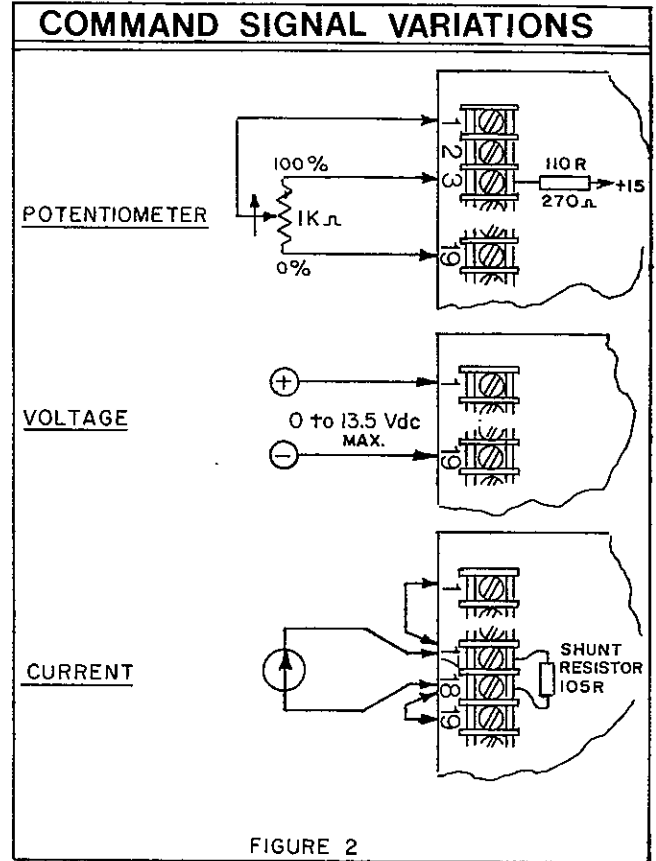 COMMAND SIGNAL VARIATIONS
POTENTIOMETER
100%
1KΩ
0%
1
2
3
19
110R
270Ω
+15
VOLTAGE
+
0 to 13.5 Vdc
MAX.
-
1
19
CURRENT
1
17
18
19
SHUNT
RESISTOR
105R
FIGURE 2